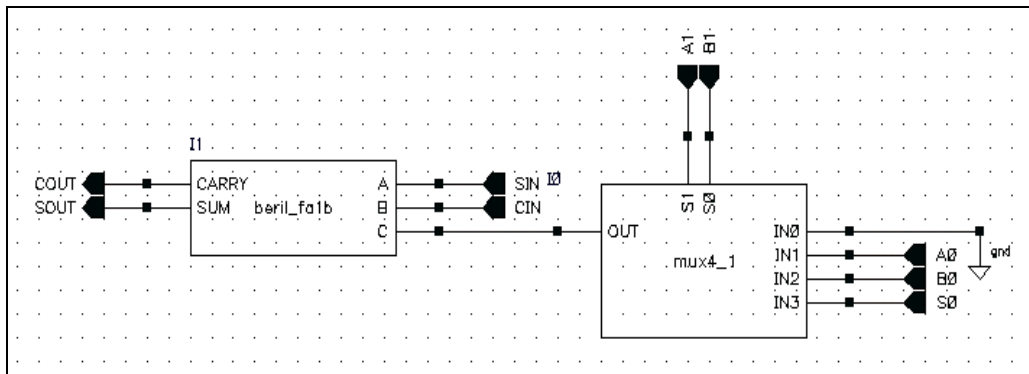 A1
B1
I1
COUT
CARRY
A
SIN
I0
SOUT
SUM
beril_fa1b
B
CIN
C
S1
S0
OUT
IN0
gnd
mux4_1
IN1
A0
IN2
B0
IN3
S0